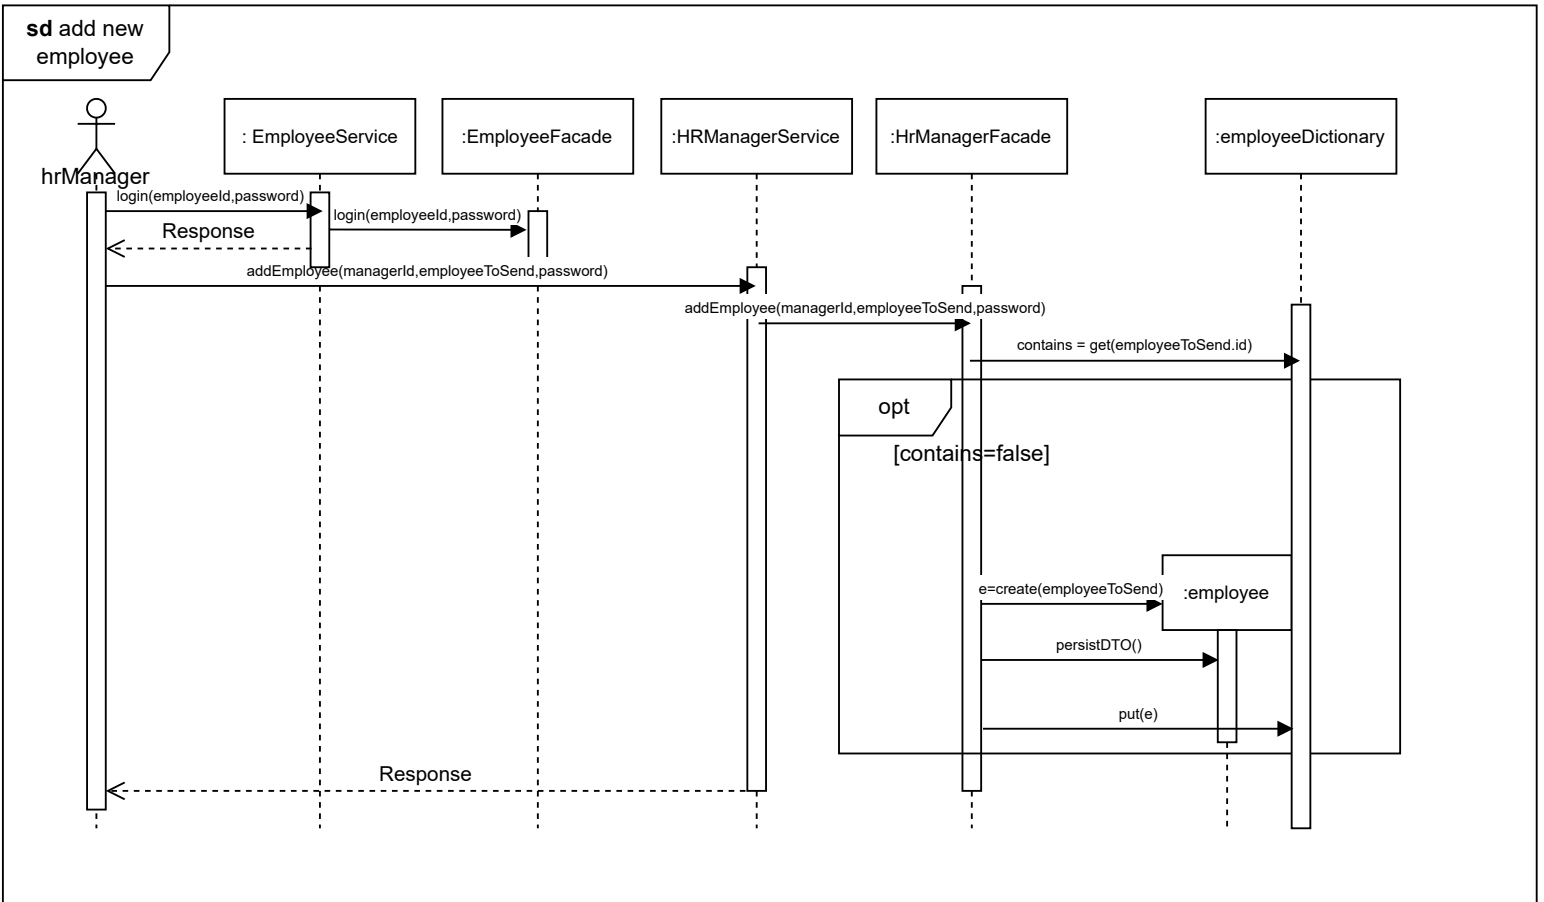 sd add new
employee
: EmployeeService
:EmployeeFacade
:HRManagerService
:HrManagerFacade
:employeeDictionary
hrManager
login(employeeId,password)
login(employeeId,password)
Response
addEmployee(managerId,employeeToSend,password)
addEmployee(managerId,employeeToSend,password)
contains = get(employeeToSend.id)
opt
[contains=false]
e=create(employeeToSend)
:employee
persistDTO()
put(e)
Response